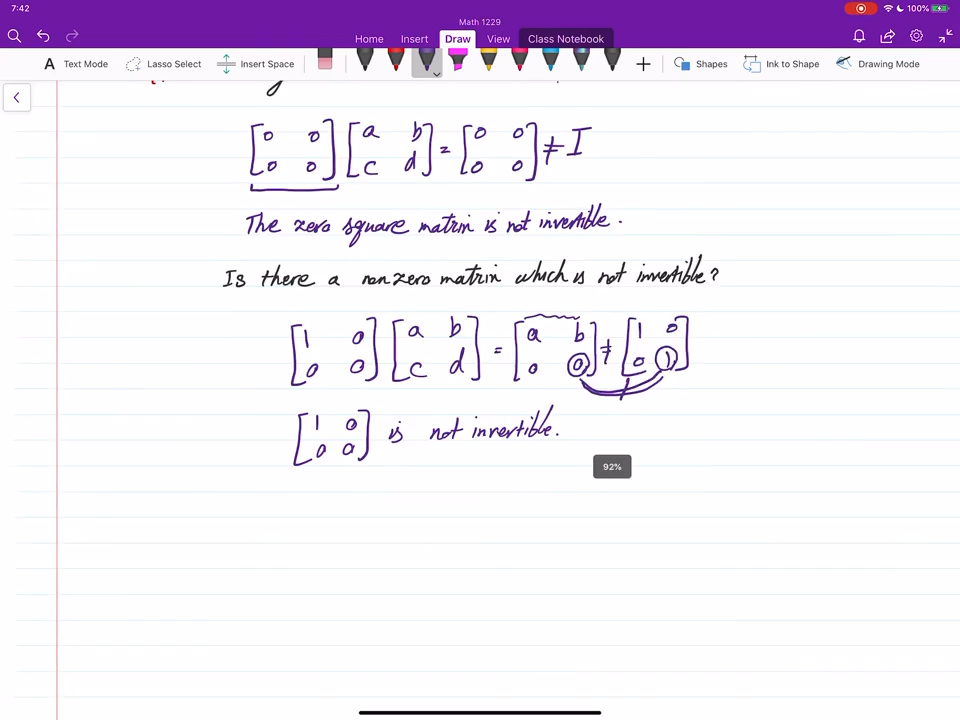 7:42
Math 1229
100%
Home Insert Draw View Class Notebook
A Text Mode Lasso Select Insert Space Shapes Ink to Shape Drawing Mode
[0 0
0 0] [a b
c d] = [0 0
0 0] ≠ I
The zero square matrix is not invertible.
Is there a nonzero matrix which is not invertible?
[1 0
0 0] [a b
c d] = [a b
0 0] ≠ [1 0
0 1]
[1 0
0 0] is not invertible.
92%